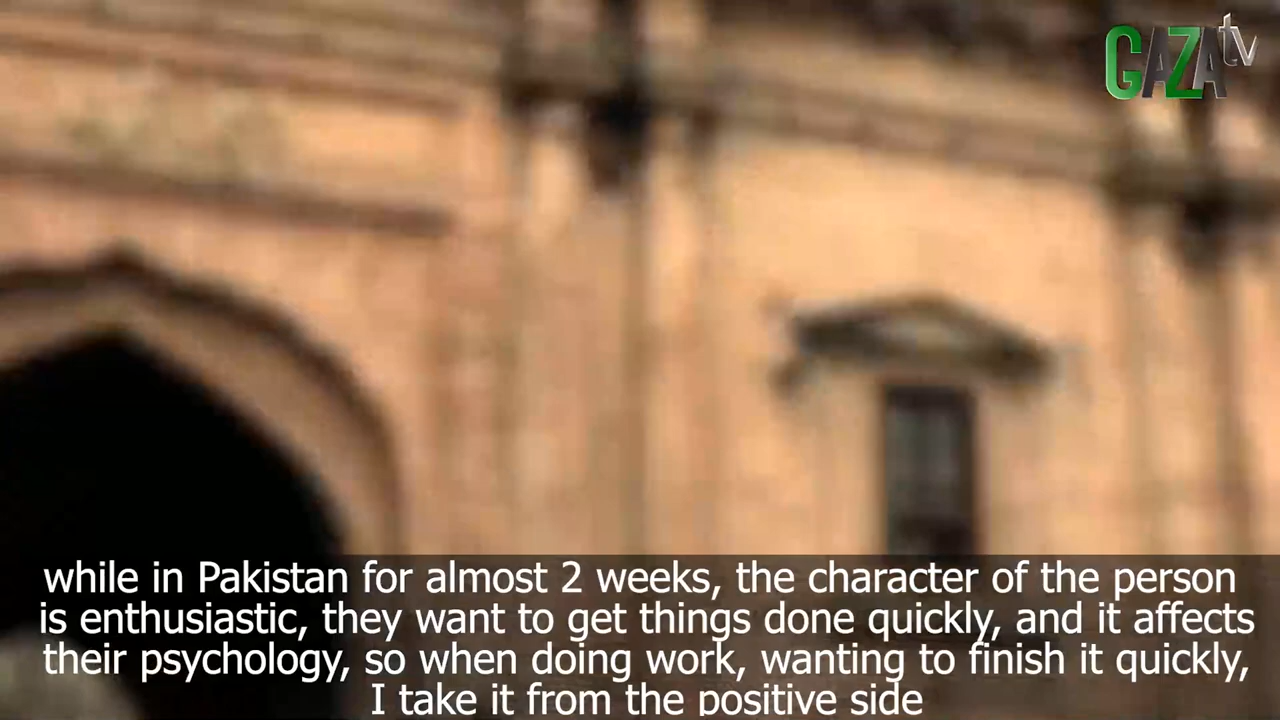 GAZA tv
while in Pakistan for almost 2 weeks, the character of the person
is enthusiastic, they want to get things done quickly, and it affects
their psychology, so when doing work, wanting to finish it quickly,
I take it from the positive side